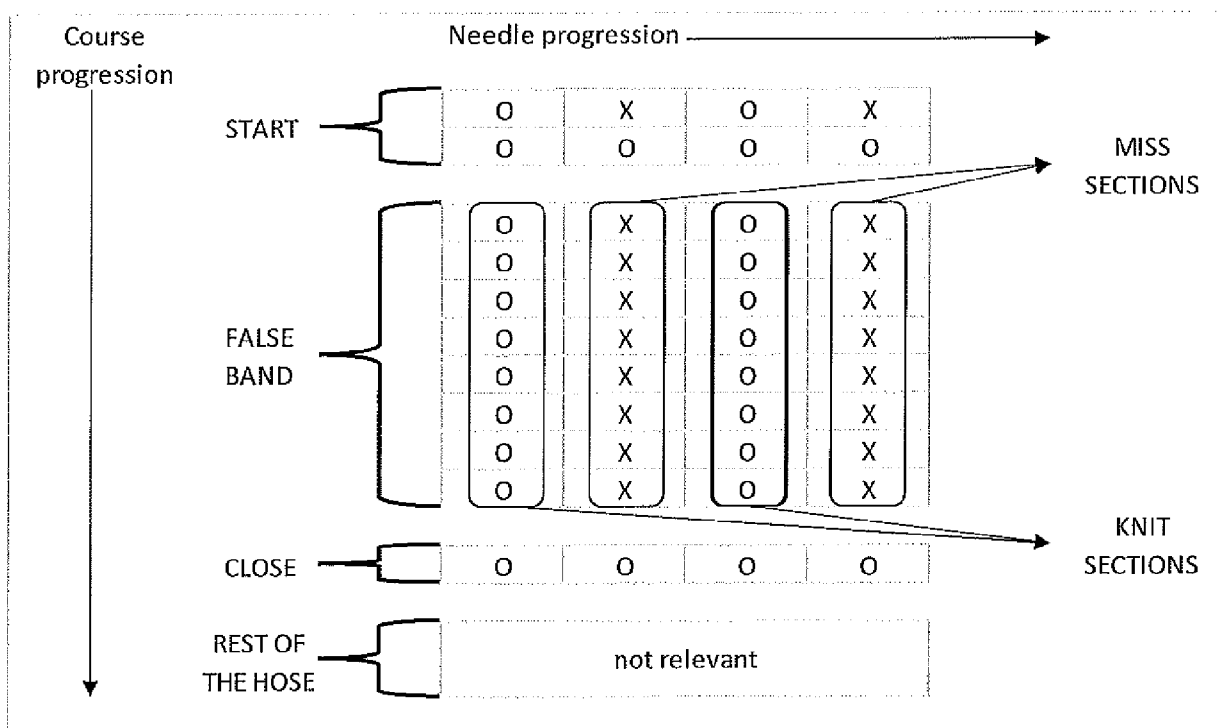 Course
progression
Needle progression
START
O X O X
O O O O
MISS
SECTIONS
FALSE
BAND
O X O X
O X O X
O X O X
O X O X
O X O X
O X O X
O X O X
O X O X
KNIT
SECTIONS
CLOSE
O O O O
REST OF
THE HOSE
not relevant